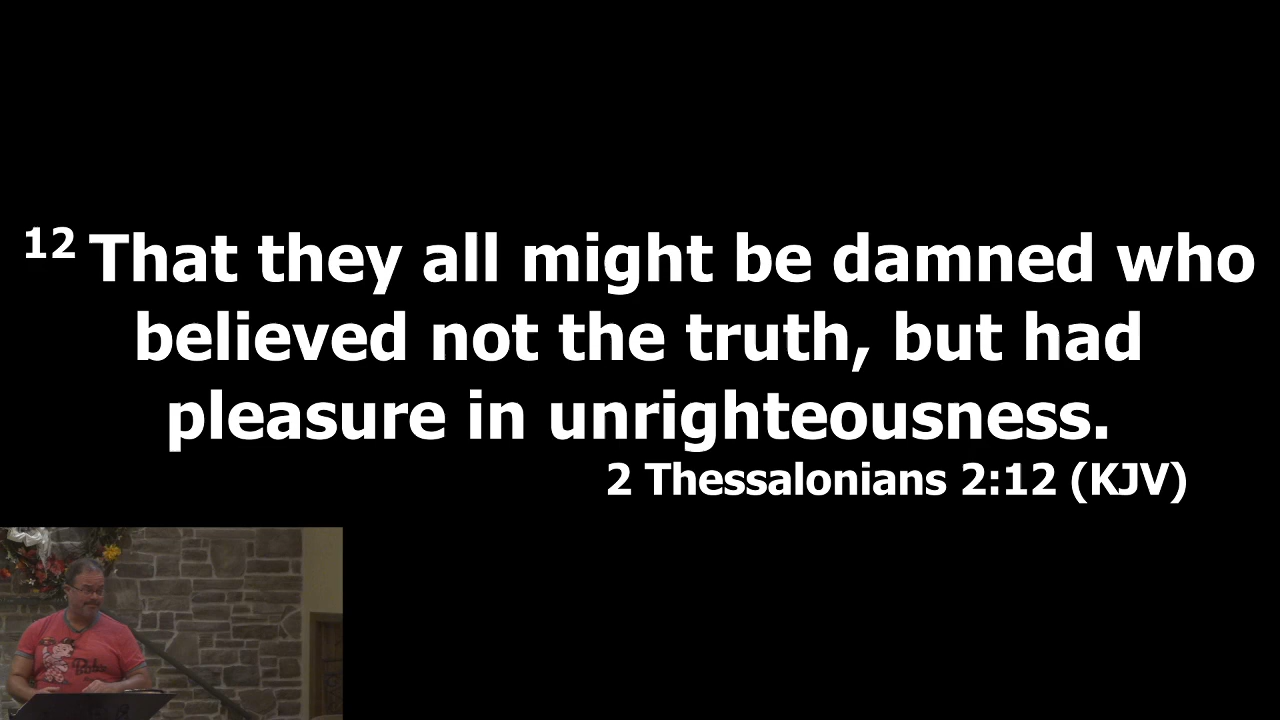 12 That they all might be damned who
believed not the truth, but had
pleasure in unrighteousness.
2 Thessalonians 2:12 (KJV)